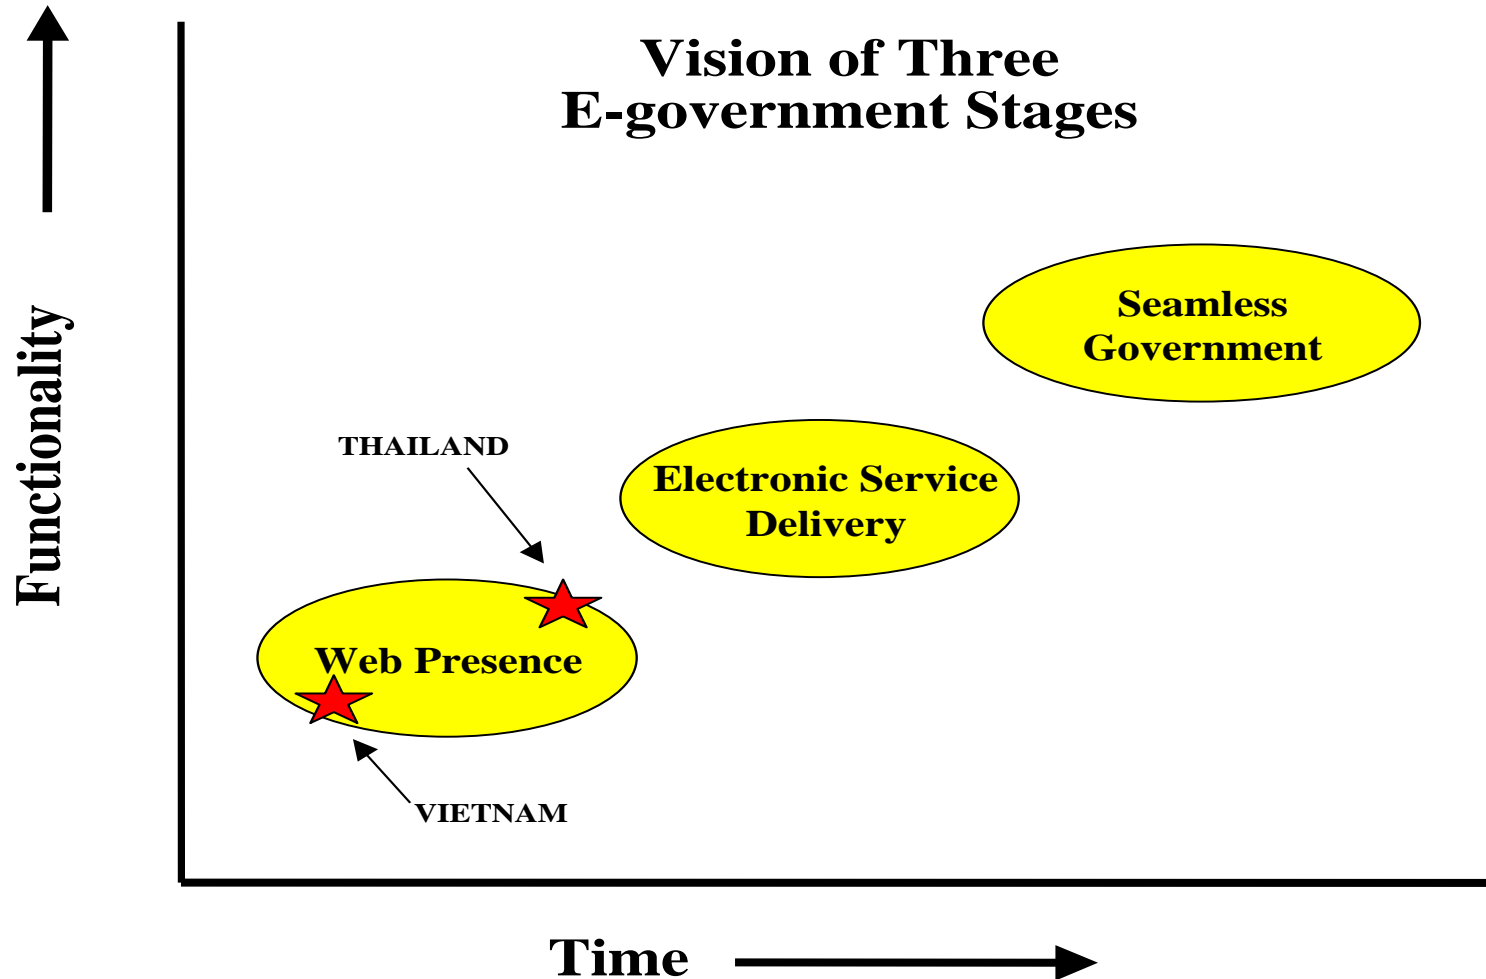 Vision of Three
E-government Stages
Functionality
Seamless
Government
THAILAND
Electronic Service
Delivery
Web Presence
VIETNAM
Time